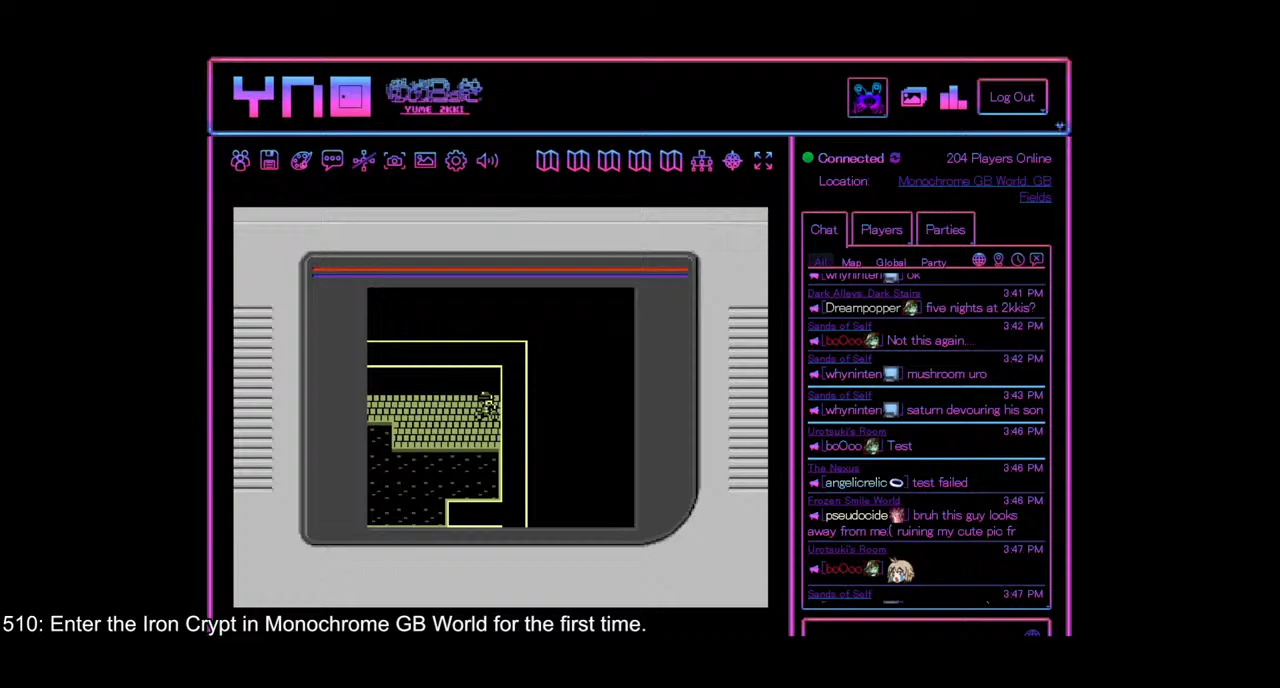 YNO
YUME 2KKI
Log Out
Connected
204 Players Online
Location:
Monochrome GB World: GB
Fields
Chat
Players
Parties
All
Map
Global
Party
[whyninten] ok
Dark Alleys: Dark Stairs 3:41 PM
[Dreampopper] five nights at 2kkis?
Sands of Self 3:42 PM
[boOoo] Not this again....
Sands of Self 3:42 PM
[whyninten] mushroom uro
Sands of Self 3:43 PM
[whyninten] saturn devouring his son
Urotsuki's Room 3:46 PM
[boOoo] Test
The Nexus 3:46 PM
[angelicrelic] test failed
Frozen Smile World 3:46 PM
[pseudocide] bruh this guy looks
away from me:( ruining my cute pic fr
Urotsuki's Room 3:47 PM
[boOoo]
Sands of Self 3:47 PM
510: Enter the Iron Crypt in Monochrome GB World for the first time.